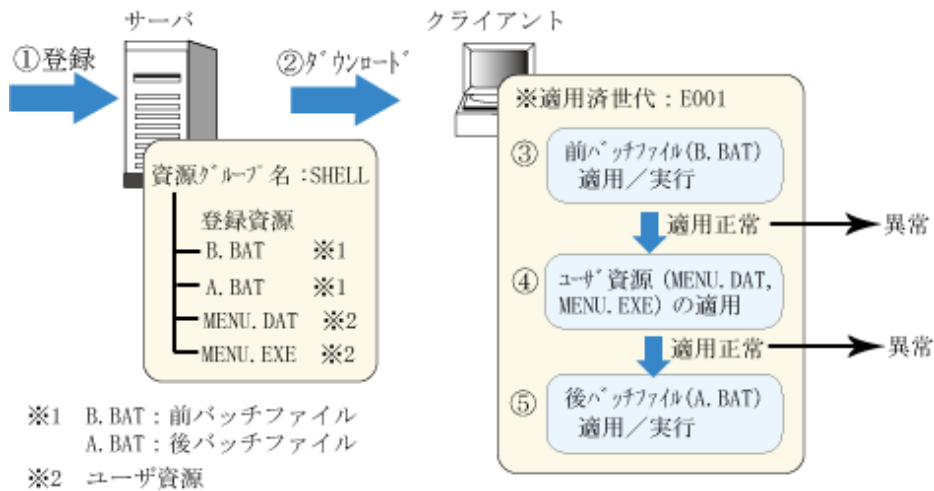 サーバ
クライアント
①登録
②ダウンロード
資源グループ名:SHELL
登録資源
B.BAT ※1
A.BAT ※1
MENU.DAT ※2
MENU.EXE ※2
※適用済世代:E001
③ 前バッチファイル(B.BAT)
適用/実行
適用正常 異常
④ ユーザ資源(MENU.DAT,
MENU.EXE)の適用
適用正常 異常
⑤ 後バッチファイル(A.BAT)
適用/実行
※1 B.BAT:前バッチファイル
A.BAT:後バッチファイル
※2 ユーザ資源